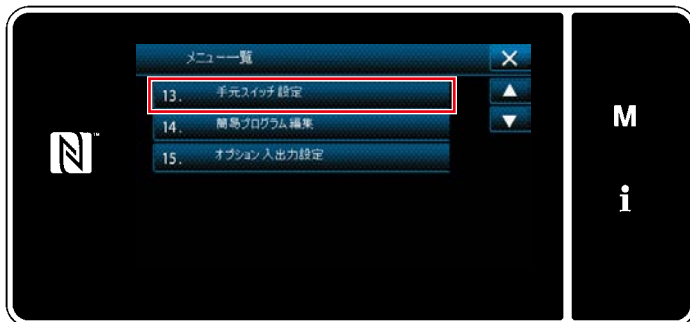 メニュー一覧
13. 手元スイッチ設定
14. 簡易プログラム編集
15. オプション入出力設定
M
i
N